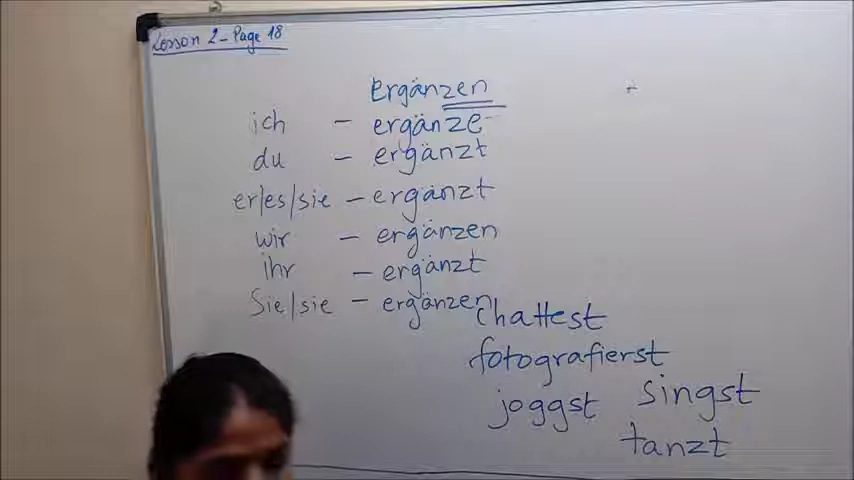 Lesson 2 - Page 18
ergänzen
ich - ergänze
du - ergänzt
er/es/sie - ergänzt
wir - ergänzen
ihr - ergänzt
Sie/sie - ergänzen
chattest
fotografierst
joggst singst
tanzt